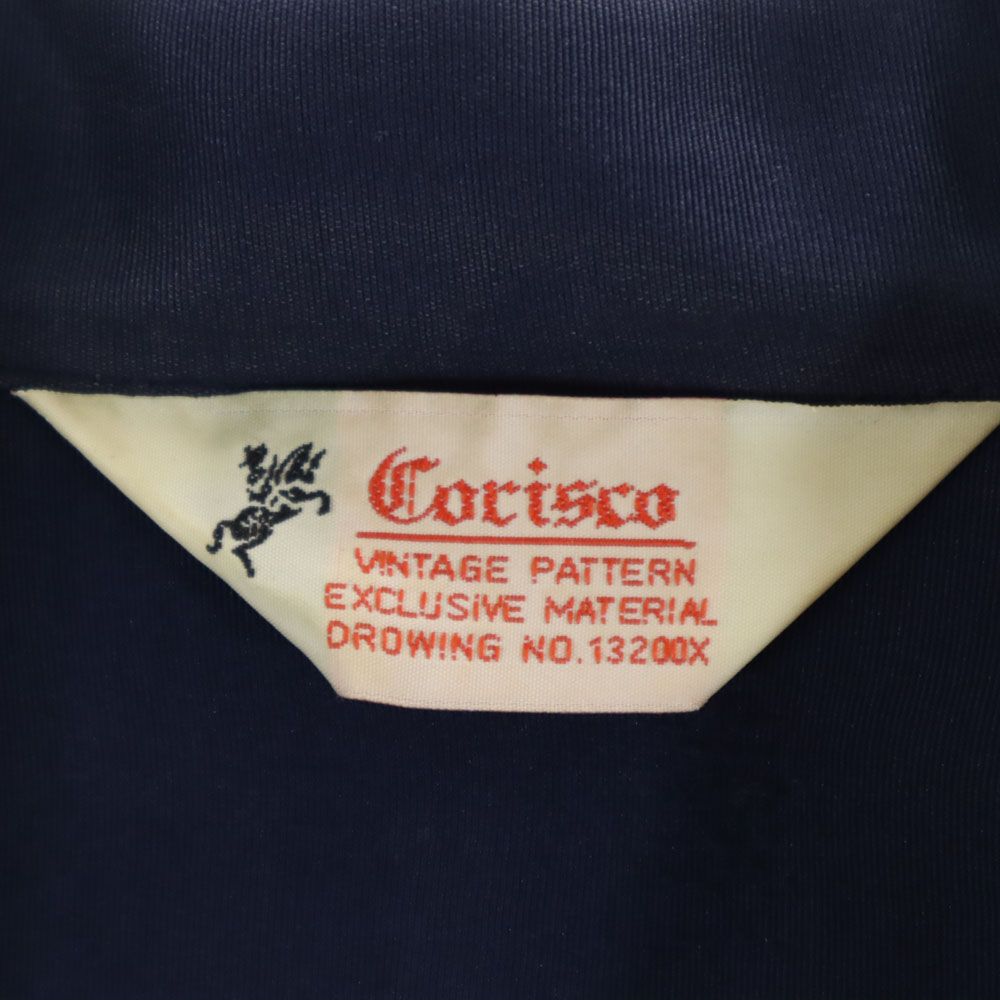 Corisco
VINTAGE PATTERN
EXCLUSiVE MATERIAL
DROWING NO.13200X